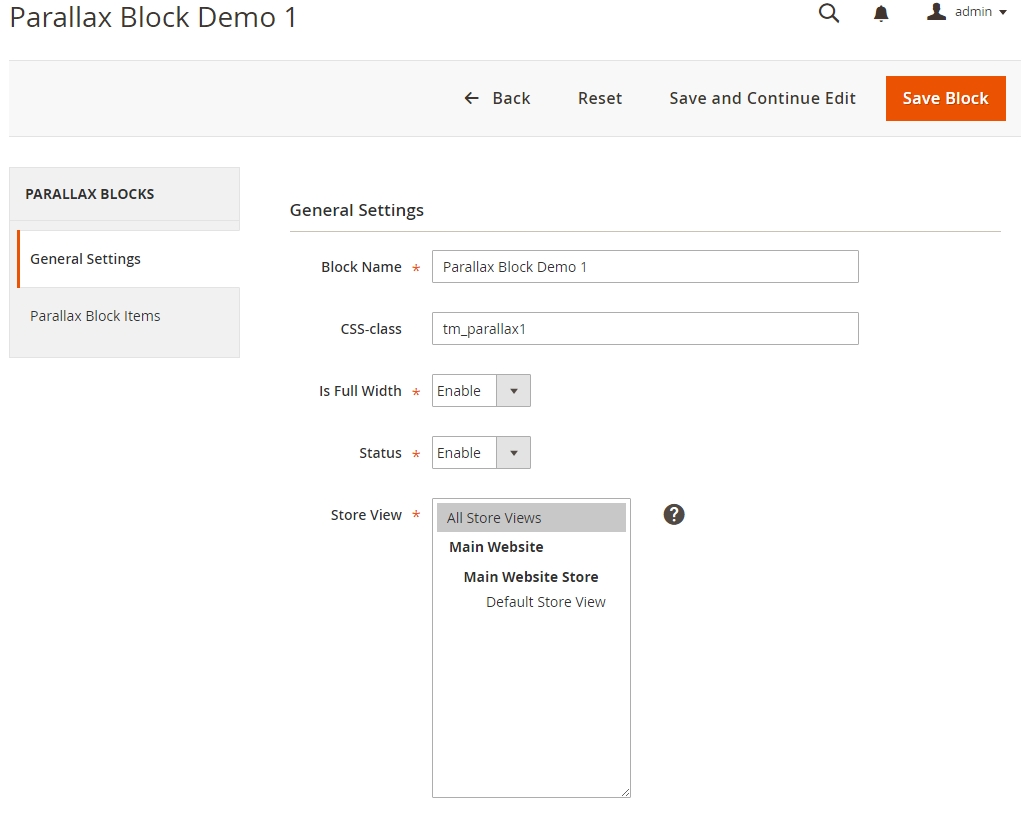 Parallax Block Demo 1
admin
Back
Reset
Save and Continue Edit
Save Block
PARALLAX BLOCKS
General Settings
Parallax Block Items
General Settings
Block Name *
Parallax Block Demo 1
CSS-class
tm_parallax1
Is Full Width *
Enable
Status *
Enable
Store View *
All Store Views
Main Website
Main Website Store
Default Store View
?